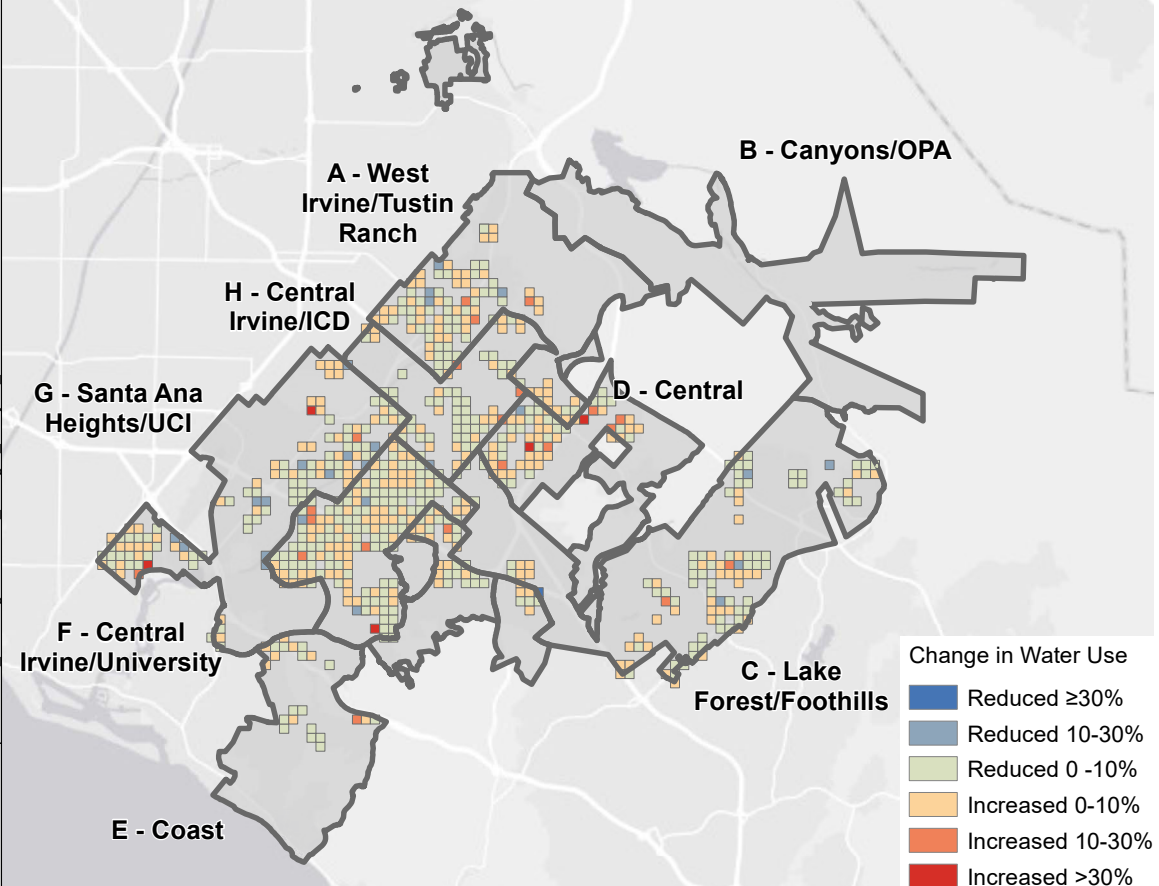 B - Canyons/OPA
A - West
Irvine/Tustin
Ranch
H - Central
Irvine/ICD
G - Santa Ana
Heights/UCI
D - Central
F - Central
Irvine/University
C - Lake
Forest/Foothills
E - Coast
Change in Water Use
Reduced ≥30%
Reduced 10-30%
Reduced 0 -10%
Increased 0-10%
Increased 10-30%
Increased >30%